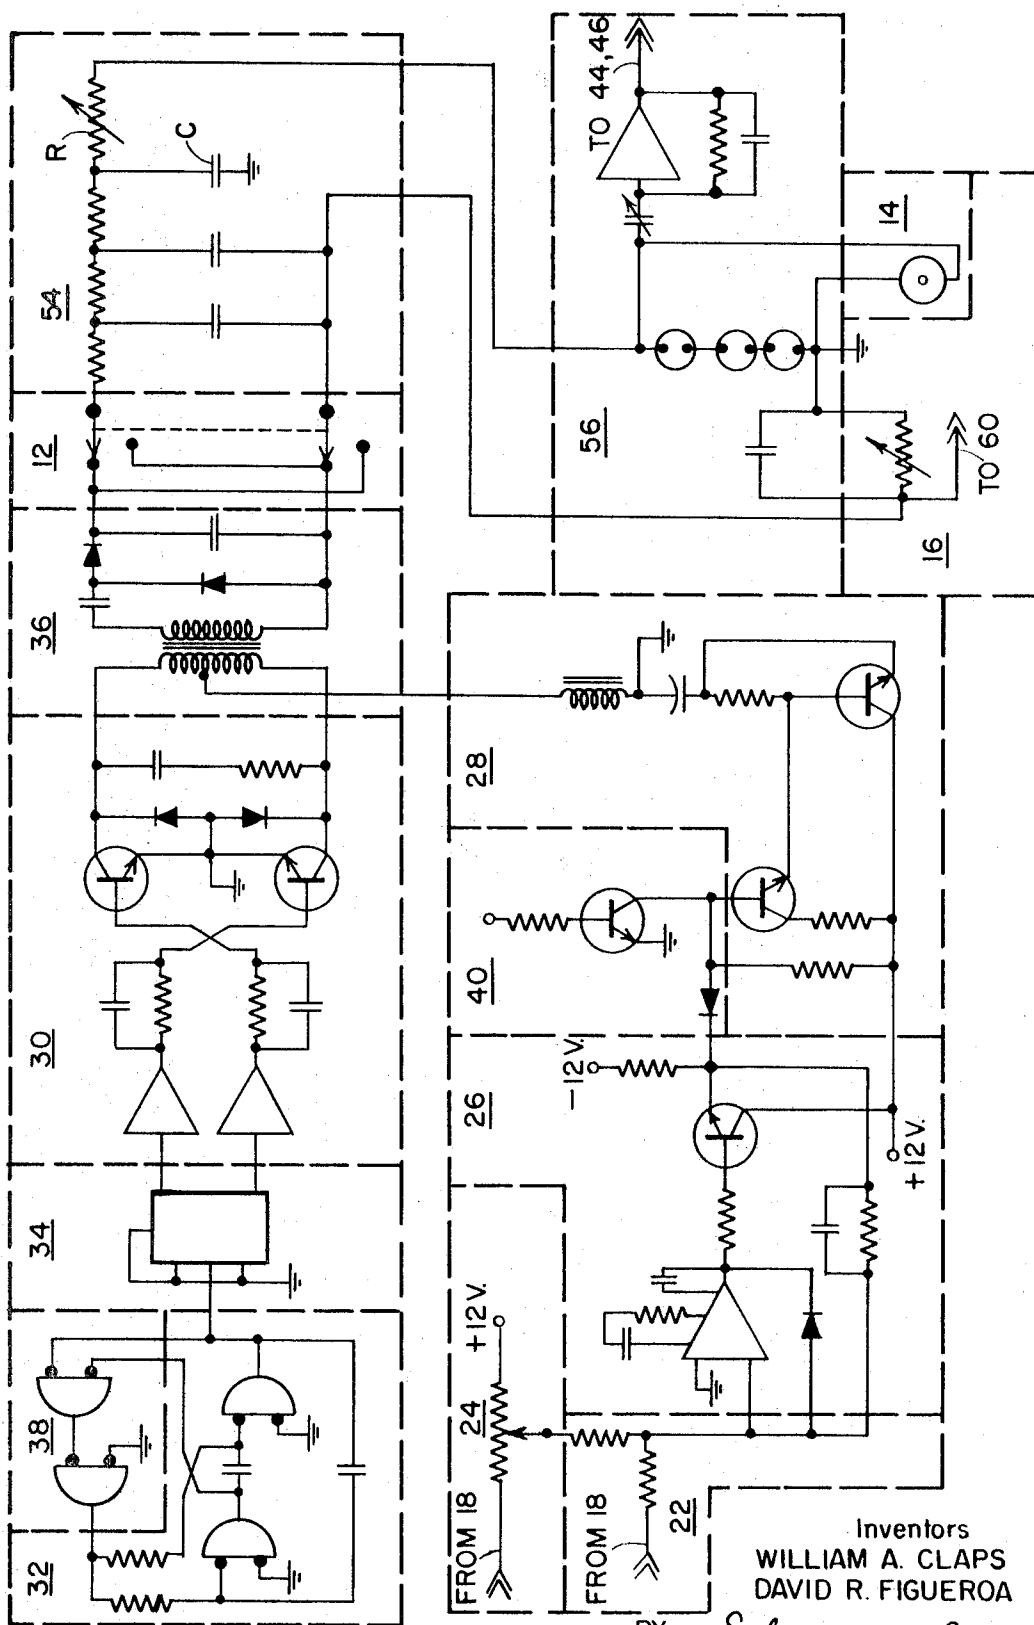 R
C
54
12
36
30
34
38
32
TO 44,46
14
56
TO 60
16
28
40
-12V.
26
+12V.
+12V.
24
FROM 18
FROM 18
22
Inventors
WILLIAM A. CLAPS
DAVID R. FIGUEROA
BY